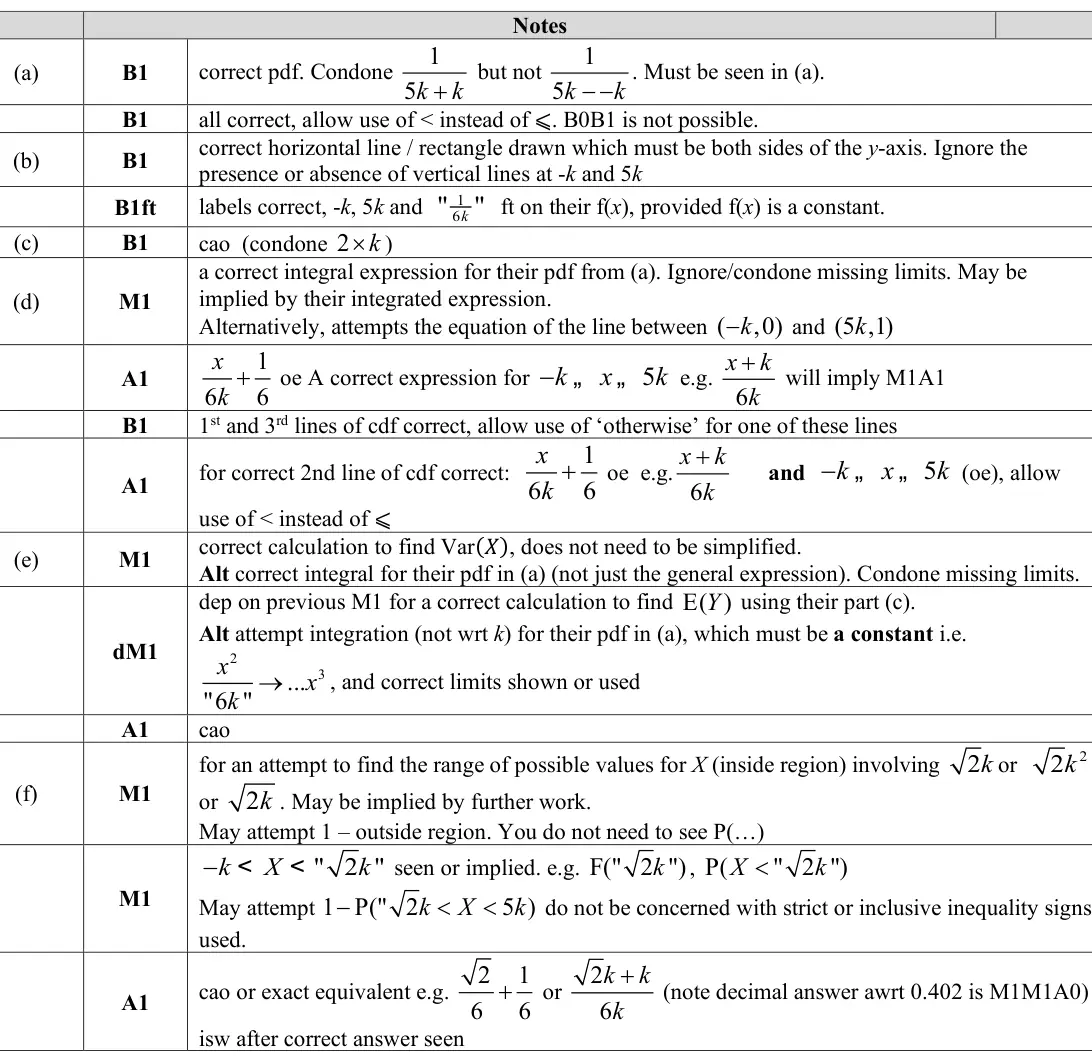 Notes
(a) B1 correct pdf. Condone 1/(5k + k) but not 1/(5k − −k). Must be seen in (a).
B1 all correct, allow use of < instead of ⩽. B0B1 is not possible.
(b) B1 correct horizontal line / rectangle drawn which must be both sides of the y-axis. Ignore the
presence or absence of vertical lines at -k and 5k
B1ft labels correct, -k, 5k and " 1/6k " ft on their f(x), provided f(x) is a constant.
(c) B1 cao (condone 2 × k )
(d) M1 a correct integral expression for their pdf from (a). Ignore/condone missing limits. May be
implied by their integrated expression.
Alternatively, attempts the equation of the line between (−k,0) and (5k,1)
A1 x/6k + 1/6 oe A correct expression for −k „ x „ 5k e.g. (x + k)/6k will imply M1A1
B1 1st and 3rd lines of cdf correct, allow use of ‘otherwise’ for one of these lines
A1 for correct 2nd line of cdf correct: x/6k + 1/6 oe e.g. (x + k)/6k and −k „ x „ 5k (oe), allow
use of < instead of ⩽
(e) M1 correct calculation to find Var(X), does not need to be simplified.
Alt correct integral for their pdf in (a) (not just the general expression). Condone missing limits.
dM1 dep on previous M1 for a correct calculation to find E(Y) using their part (c).
Alt attempt integration (not wrt k) for their pdf in (a), which must be a constant i.e.
x²/"6k" → ...x³ , and correct limits shown or used
A1 cao
(f) M1 for an attempt to find the range of possible values for X (inside region) involving √2k or √2k²
or √(2k) . May be implied by further work.
May attempt 1 – outside region. You do not need to see P(…)
M1 −k < X < "√2k" seen or implied. e.g. F("√2k"), P(X < "√2k")
May attempt 1 − P("√2k < X < 5k) do not be concerned with strict or inclusive inequality signs
used.
A1 cao or exact equivalent e.g. √2/6 + 1/6 or (√2k + k)/6k (note decimal answer awrt 0.402 is M1M1A0)
isw after correct answer seen